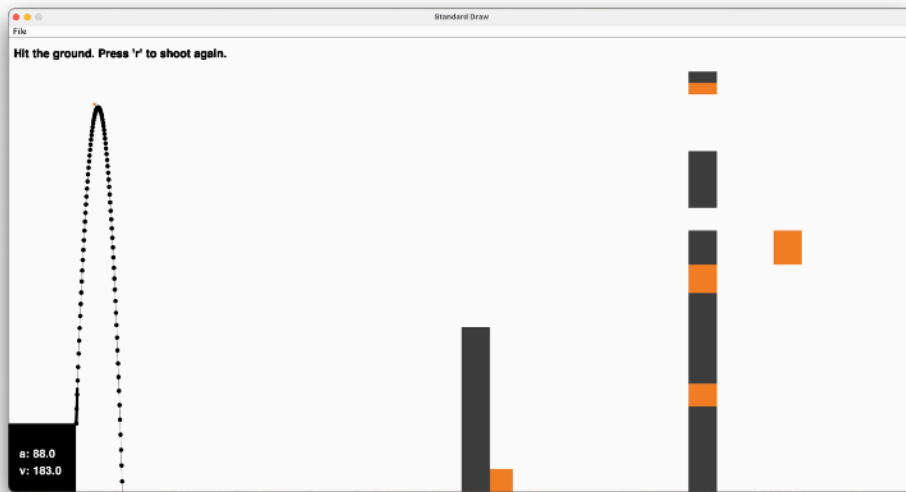 Standard Draw
File
Hit the ground. Press 'r' to shoot again.
a: 88.0
v: 183.0